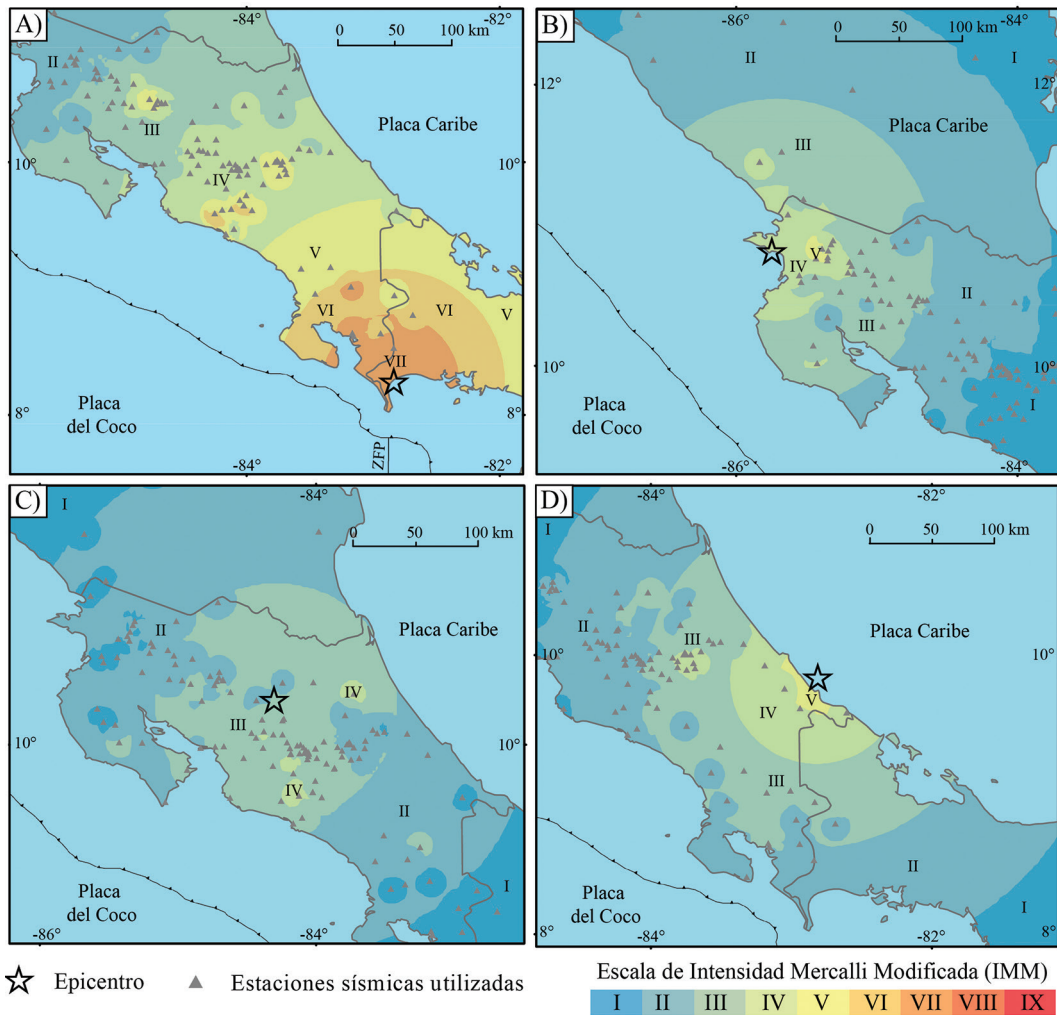 A)
-84°
-82°
0 50 100 km
II
III
IV
V
VI
VI
V
VII
10°
10°
8°
8°
Placa Caribe
Placa
del Coco
ZFP
-84°
-82°
B)
-86°
-84°
0 50 100 km
I
II
12°
12°
Placa Caribe
III
V
IV
II
III
10°
10°
I
Placa
del Coco
-86°
-84°
C)
I
-84°
0 50 100 km
II
Placa Caribe
IV
III
10°
10°
IV
II
I
Placa
del Coco
-86°
-84°
D)
-84°
-82°
I
0 50 100 km
II
III
Placa Caribe
10°
10°
V
IV
III
II
I
Placa
del Coco
8°
8°
-84°
-82°
Epicentro
Estaciones sísmicas utilizadas
Escala de Intensidad Mercalli Modificada (IMM)
I II III IV V VI VII VIII IX